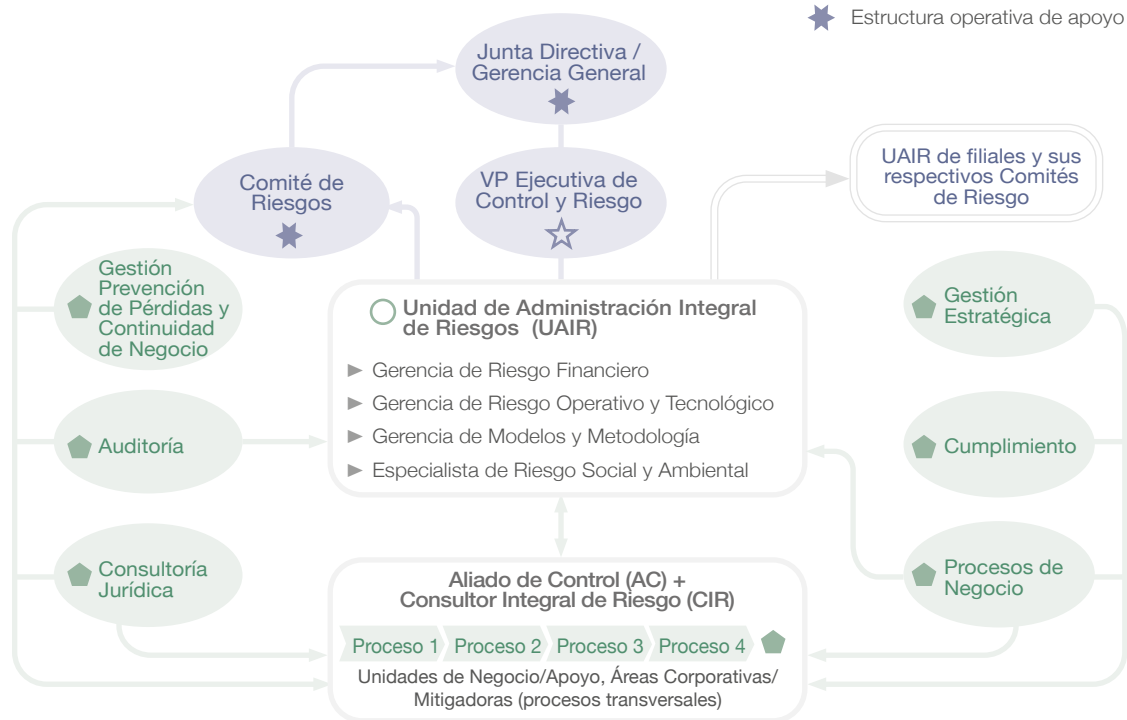 Estructura operativa de apoyo
Junta Directiva /
Gerencia General
Comité de
Riesgos
VP Ejecutiva de
Control y Riesgo
UAIR de filiales y sus
respectivos Comités
de Riesgo
Gestión
Prevención
de Pérdidas y
Continuidad
de Negocio
Unidad de Administración Integral
de Riesgos (UAIR)
Gerencia de Riesgo Financiero
Gerencia de Riesgo Operativo y Tecnológico
Gerencia de Modelos y Metodología
Especialista de Riesgo Social y Ambiental
Gestión
Estratégica
Auditoría
Cumplimiento
Consultoría
Jurídica
Procesos de
Negocio
Aliado de Control (AC) +
Consultor Integral de Riesgo (CIR)
Proceso 1 Proceso 2 Proceso 3 Proceso 4
Unidades de Negocio/Apoyo, Áreas Corporativas/
Mitigadoras (procesos transversales)